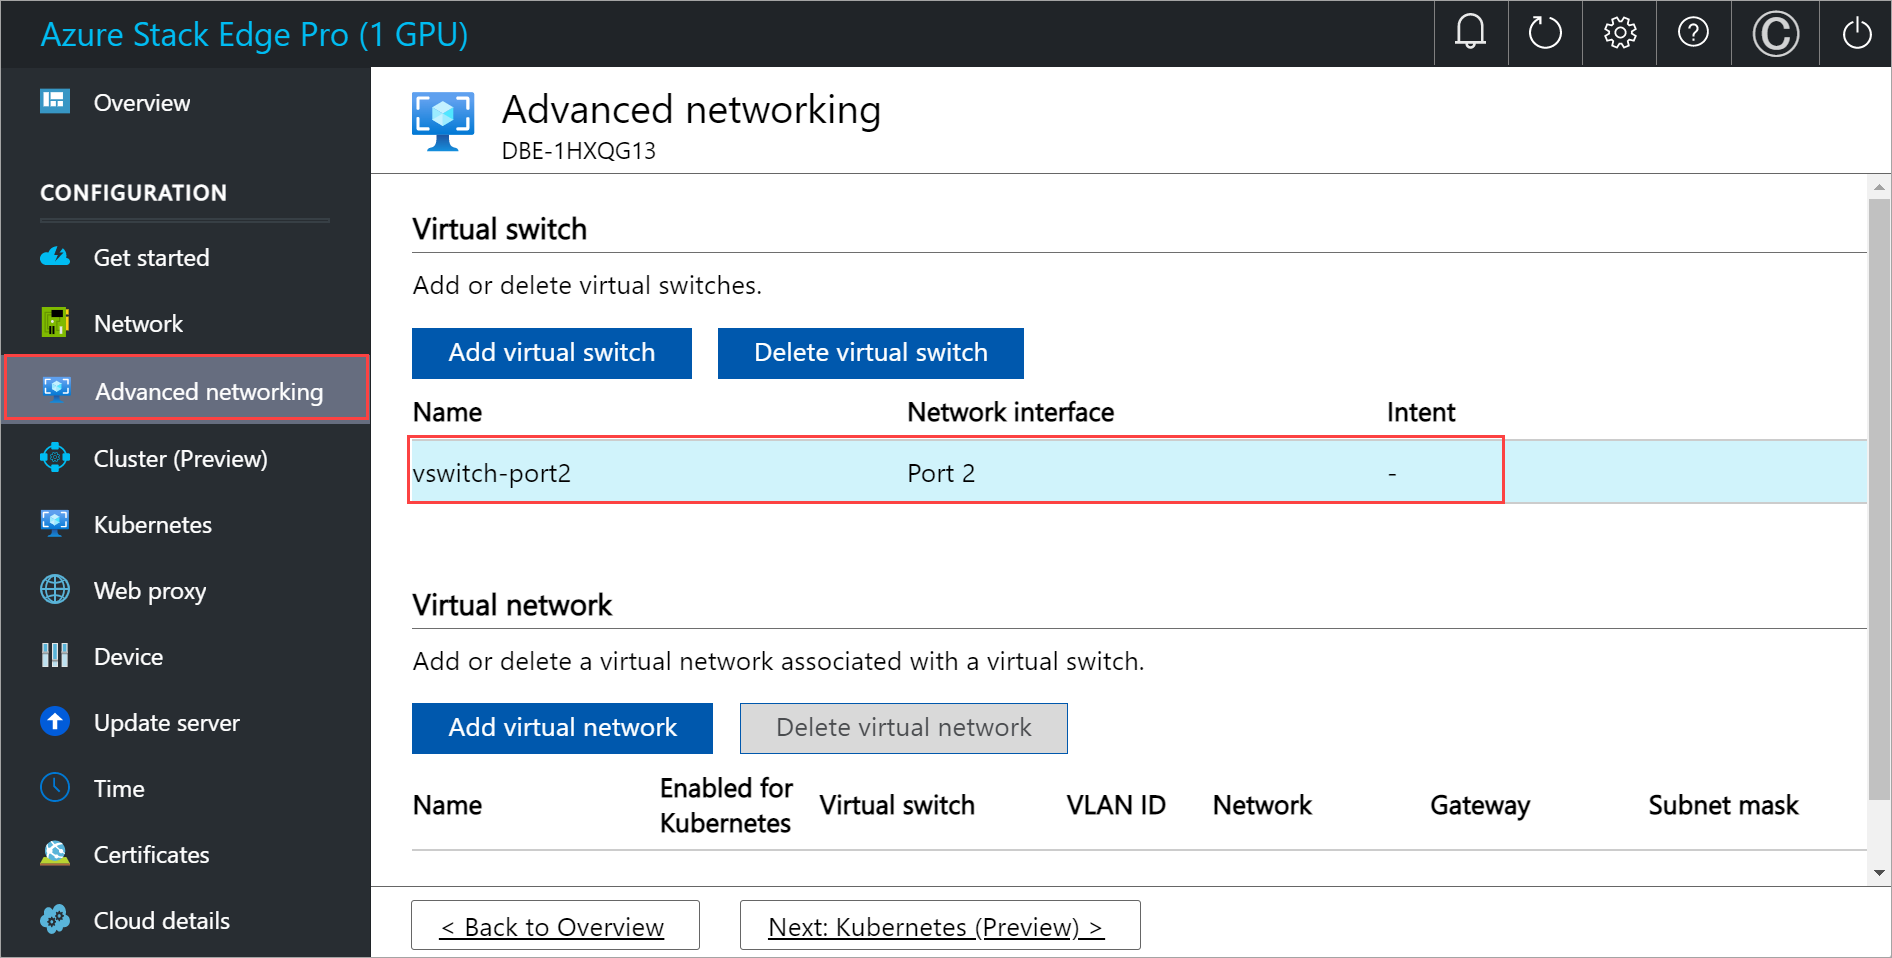 Azure Stack Edge Pro (1 GPU)
Overview
CONFIGURATION
Get started
Network
Advanced networking
Cluster (Preview)
Kubernetes
Web proxy
Device
Update server
Time
Certificates
Cloud details
Advanced networking
DBE-1HXQG13
Virtual switch
Add or delete virtual switches.
Add virtual switch Delete virtual switch
Name Network interface Intent
vswitch-port2 Port 2 -
Virtual network
Add or delete a virtual network associated with a virtual switch.
Add virtual network Delete virtual network
Name Enabled for Kubernetes Virtual switch VLAN ID Network Gateway Subnet mask
< Back to Overview Next: Kubernetes (Preview) >